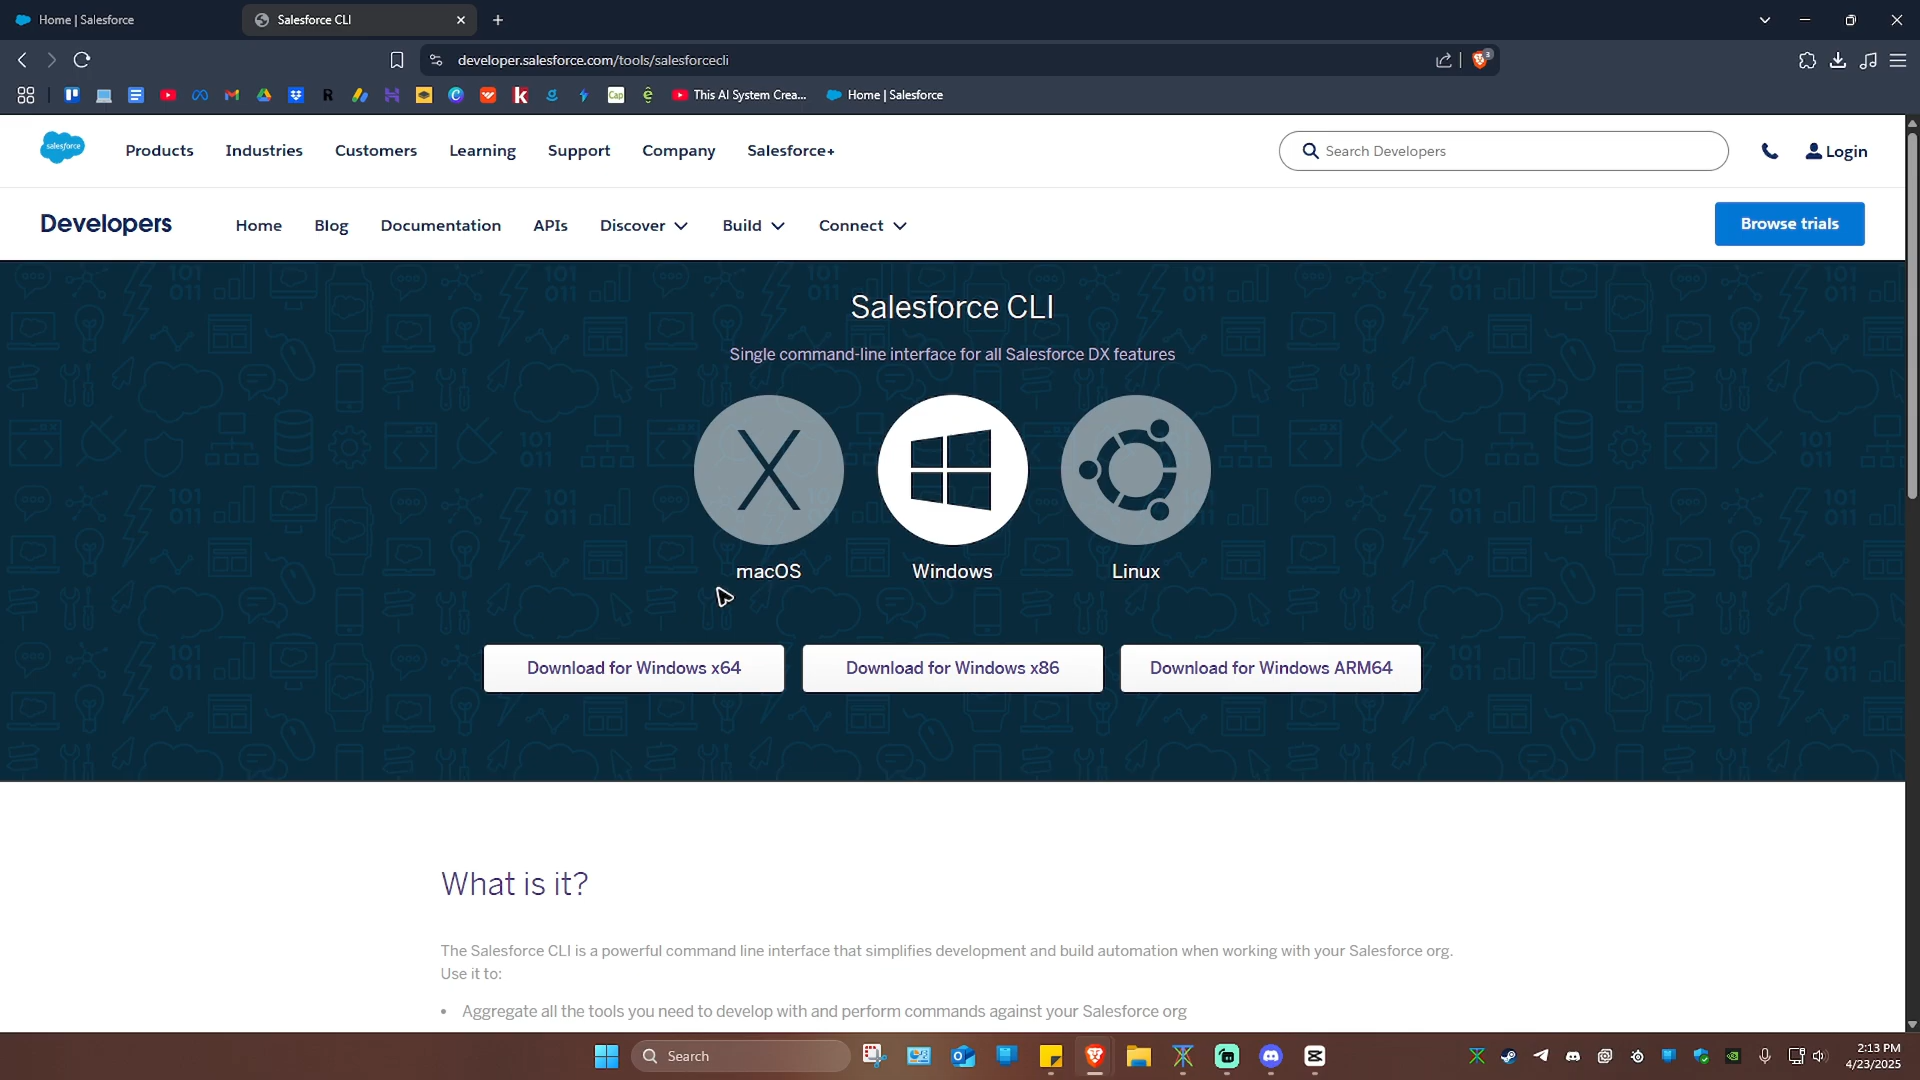 Home | Salesforce
Salesforce CLI
developer.salesforce.com/tools/salesforcecli
3
This AI System Crea...
Home | Salesforce
salesforce
Products
Industries
Customers
Learning
Support
Company
Salesforce+
Search Developers
Login
Developers
Home
Blog
Documentation
APIs
Discover
Build
Connect
Browse trials
Salesforce CLI
Single command-line interface for all Salesforce DX features
macOS
Windows
Linux
Download for Windows x64
Download for Windows x86
Download for Windows ARM64
What is it?
The Salesforce CLI is a powerful command line interface that simplifies development and build automation when working with your Salesforce org.
Use it to:
• Aggregate all the tools you need to develop with and perform commands against your Salesforce org
Search
2:13 PM
4/23/2025